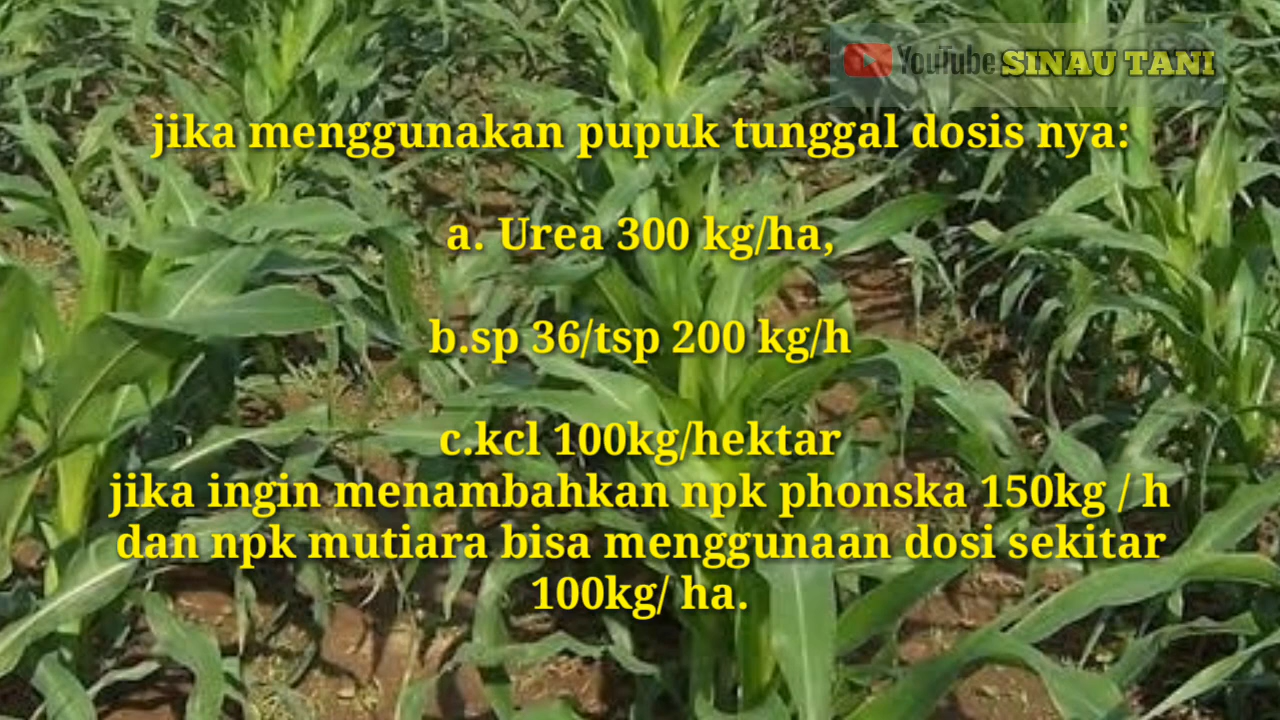 YouTube SINAU TANI
jika menggunakan pupuk tunggal dosis nya:
a. Urea 300 kg/ha,
b.sp 36/tsp 200 kg/h
c.kcl 100kg/hektar
jika ingin menambahkan npk phonska 150kg / h
dan npk mutiara bisa menggunaan dosi sekitar
100kg/ ha.